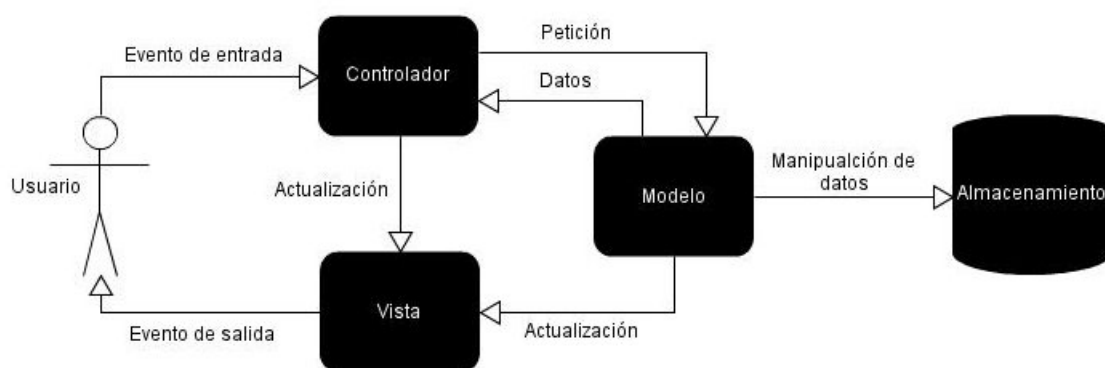 Evento de entrada
Controlador
Petición
Datos
Usuario
Actualización
Modelo
Manipualción de
datos
Almacenamiento
Vista
Evento de salida
Actualización